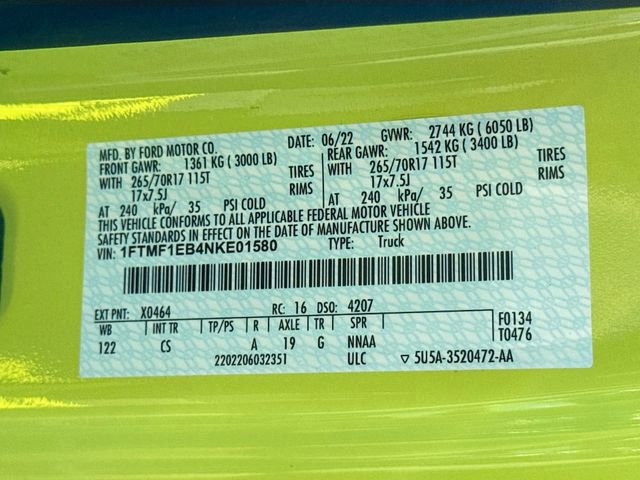 MFD. BY FORD MOTOR CO. DATE: 06/22 GVWR: 2744 KG ( 6050 LB)
FRONT GAWR: 1361 KG ( 3000 LB) REAR GAWR: 1542 KG ( 3400 LB)
WITH 265/70R17 115T TIRES WITH 265/70R17 115T TIRES
17x7.5J RIMS 17x7.5J RIMS
AT 240 kPa/ 35 PSI COLD AT 240 kPa/ 35 PSI COLD
THIS VEHICLE CONFORMS TO ALL APPLICABLE FEDERAL MOTOR VEHICLE
SAFETY STANDARDS IN EFFECT ON THE DATE OF MANUFACTURE SHOWN ABOVE.
VIN: 1FTMF1EB4NKE01580 TYPE: Truck
EXT PNT: X0464 RC: 16 DSO: 4207 F0134
WB INT TR TP/PS R AXLE TR SPR T0476
122 CS A 19 G NNAA
2202206032351 ULC ▽ 5U5A-3520472-AA